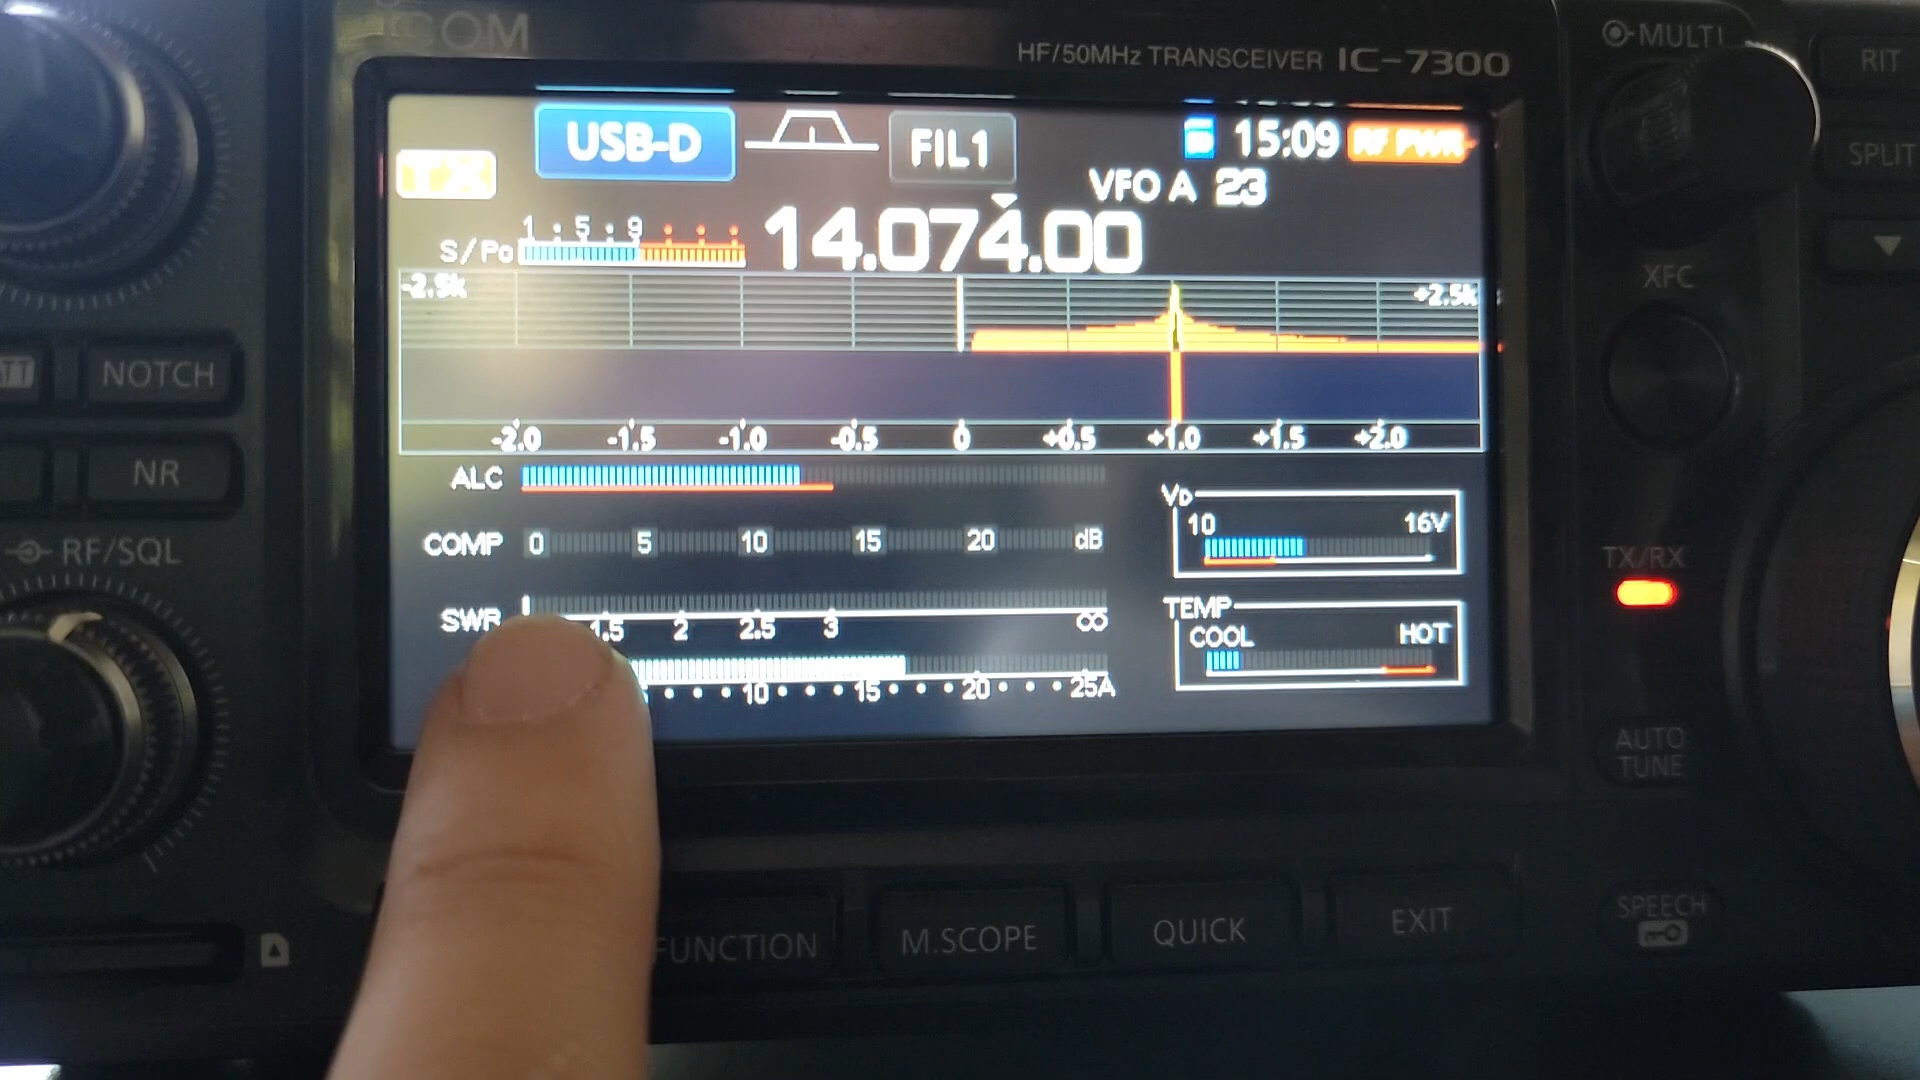 ICOM
HF/50MHz TRANSCEIVER IC-7300
MULTI
RIT
USB-D
FIL1
15:09
RF PWR
TX
VFO A 23
SPLIT
1 5 9
S/Po
14.074.00
+2.5k
XFC
-2.0 -1.5 -1.0 -0.5 0 +0.5 +1.0 +1.5 +2.0
NOTCH
NR
ALC
VD
10 16V
COMP 0 5 10 15 20 dB
RF/SQL
TX/RX
SWR 1.5 2 2.5 3 ∞
TEMP
COOL HOT
10 15 20 25A
AUTO
TUNE
FUNCTION
M.SCOPE
QUICK
EXIT
SPEECH